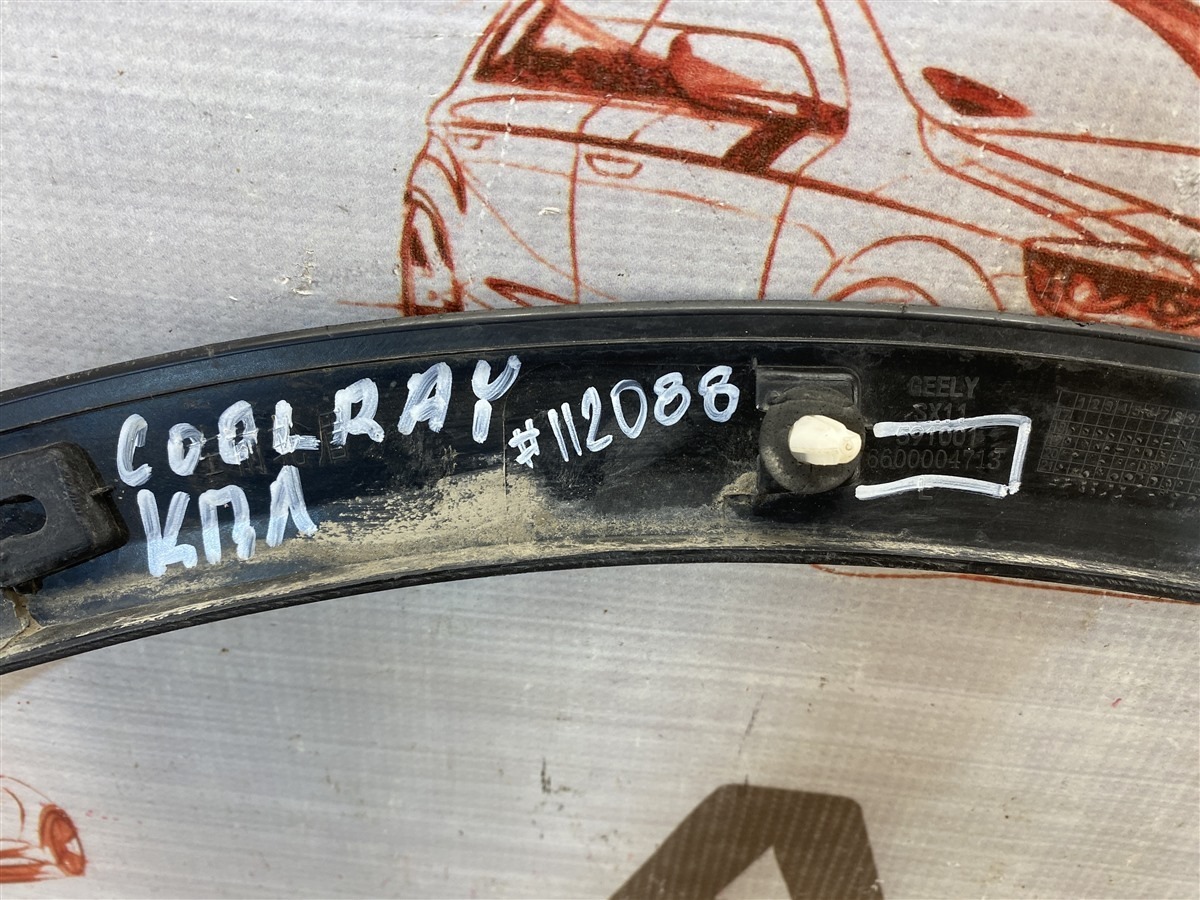 COOLRAY
КПЛ
#112088
GEELY
SX11
6600004713
L